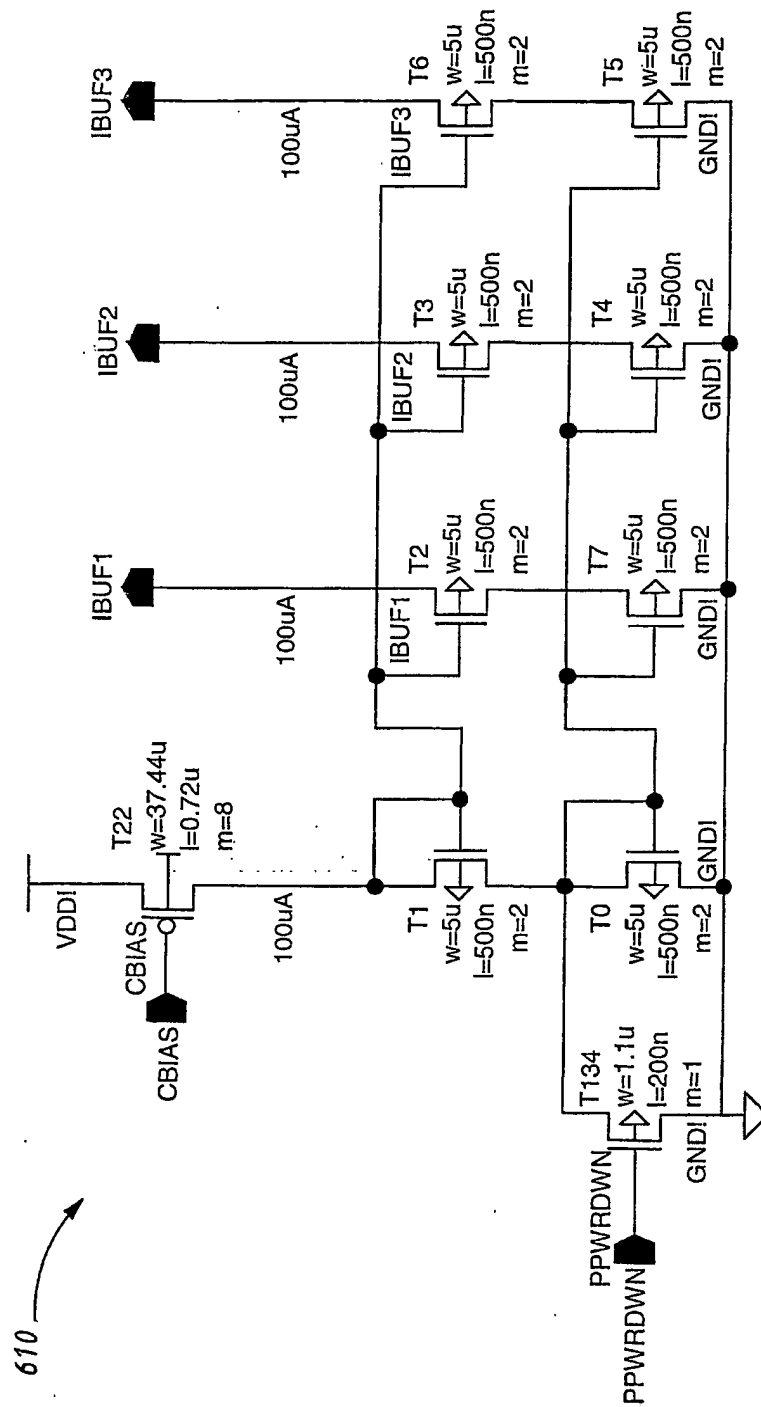 610
VDD!
T22
w=37.44u
l=0.72u
m=8
CBIAS
CBIAS
100uA
IBUF1
100uA
IBUF2
100uA
IBUF3
100uA
T1
w=5u
l=500n
m=2
IBUF1
T2
w=5u
l=500n
m=2
IBUF2
T3
w=5u
l=500n
m=2
IBUF3
T6
w=5u
l=500n
m=2
PPWRDWN
PPWRDWN
T134
w=1.1u
l=200n
m=1
GND!
T0
w=5u
l=500n
m=2
GND!
T7
w=5u
l=500n
m=2
GND!
T4
w=5u
l=500n
m=2
GND!
T5
w=5u
l=500n
m=2
GND!